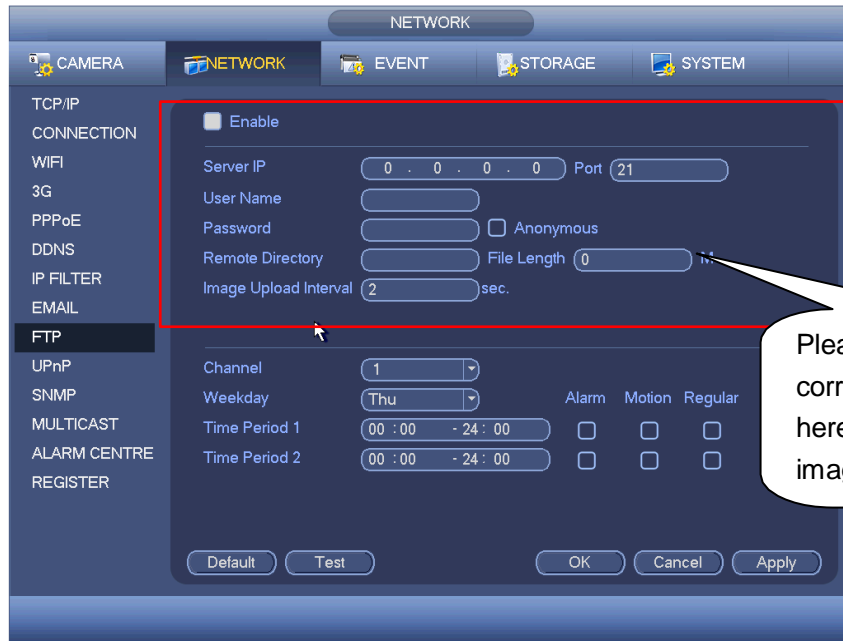 NETWORK
CAMERA NETWORK EVENT STORAGE SYSTEM
TCP/IP
CONNECTION
WIFI
3G
PPPoE
DDNS
IP FILTER
EMAIL
FTP
UPnP
SNMP
MULTICAST
ALARM CENTRE
REGISTER
Enable
Server IP 0 . 0 . 0 . 0 Port 21
User Name
Password Anonymous
Remote Directory File Length 0 M
Image Upload Interval 2 sec.
Channel 1
Weekday Thu Alarm Motion Regular
Time Period 1 00 :00 - 24 : 00
Time Period 2 00 :00 - 24 : 00
Default Test OK Cancel Apply